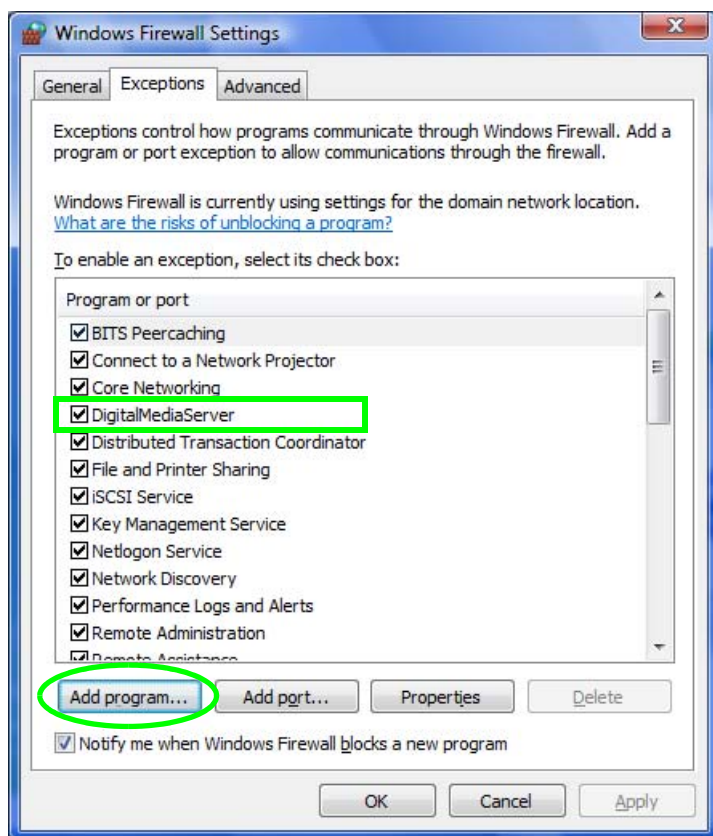 Windows Firewall Settings
General Exceptions Advanced
Exceptions control how programs communicate through Windows Firewall. Add a
program or port exception to allow communications through the firewall.
Windows Firewall is currently using settings for the domain network location.
What are the risks of unblocking a program?
To enable an exception, select its check box:
Program or port
BITS Peercaching
Connect to a Network Projector
Core Networking
DigitalMediaServer
Distributed Transaction Coordinator
File and Printer Sharing
iSCSI Service
Key Management Service
Netlogon Service
Network Discovery
Performance Logs and Alerts
Remote Administration
Remote Assistance
Add program... Add port... Properties Delete
Notify me when Windows Firewall blocks a new program
OK Cancel Apply